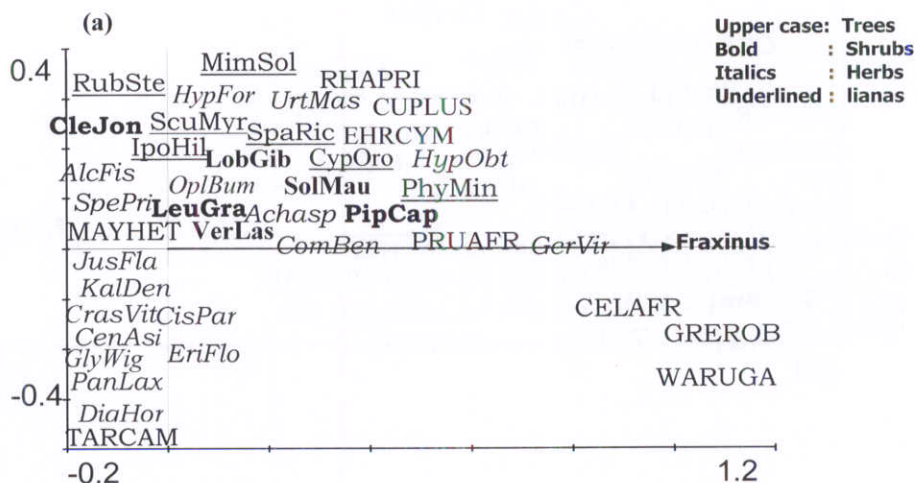 (a)
Upper case: Trees
Bold : Shrubs
Italics : Herbs
Underlined : lianas
0.4
MimSol
RubSte
RHAPRI
HypFor
UrtMas
CUPLUS
CleJon
ScuMyr
SpaRic
EHRCYM
IpoHil
LobGib
CypOro
HypObt
AlcFis
OplBum
SolMau
PhyMin
SpePri
LeuGra
Achasp
PipCap
MAYHET
VerLas
ComBen
PRUAFR
GerVir
Fraxinus
JusFla
KalDen
CrasVit
CisPar
CELAFR
CenAsi
GREROB
GlyWig
EriFlo
PanLax
WARUGA
-0.4
DiaHor
TARCAM
-0.2
1.2